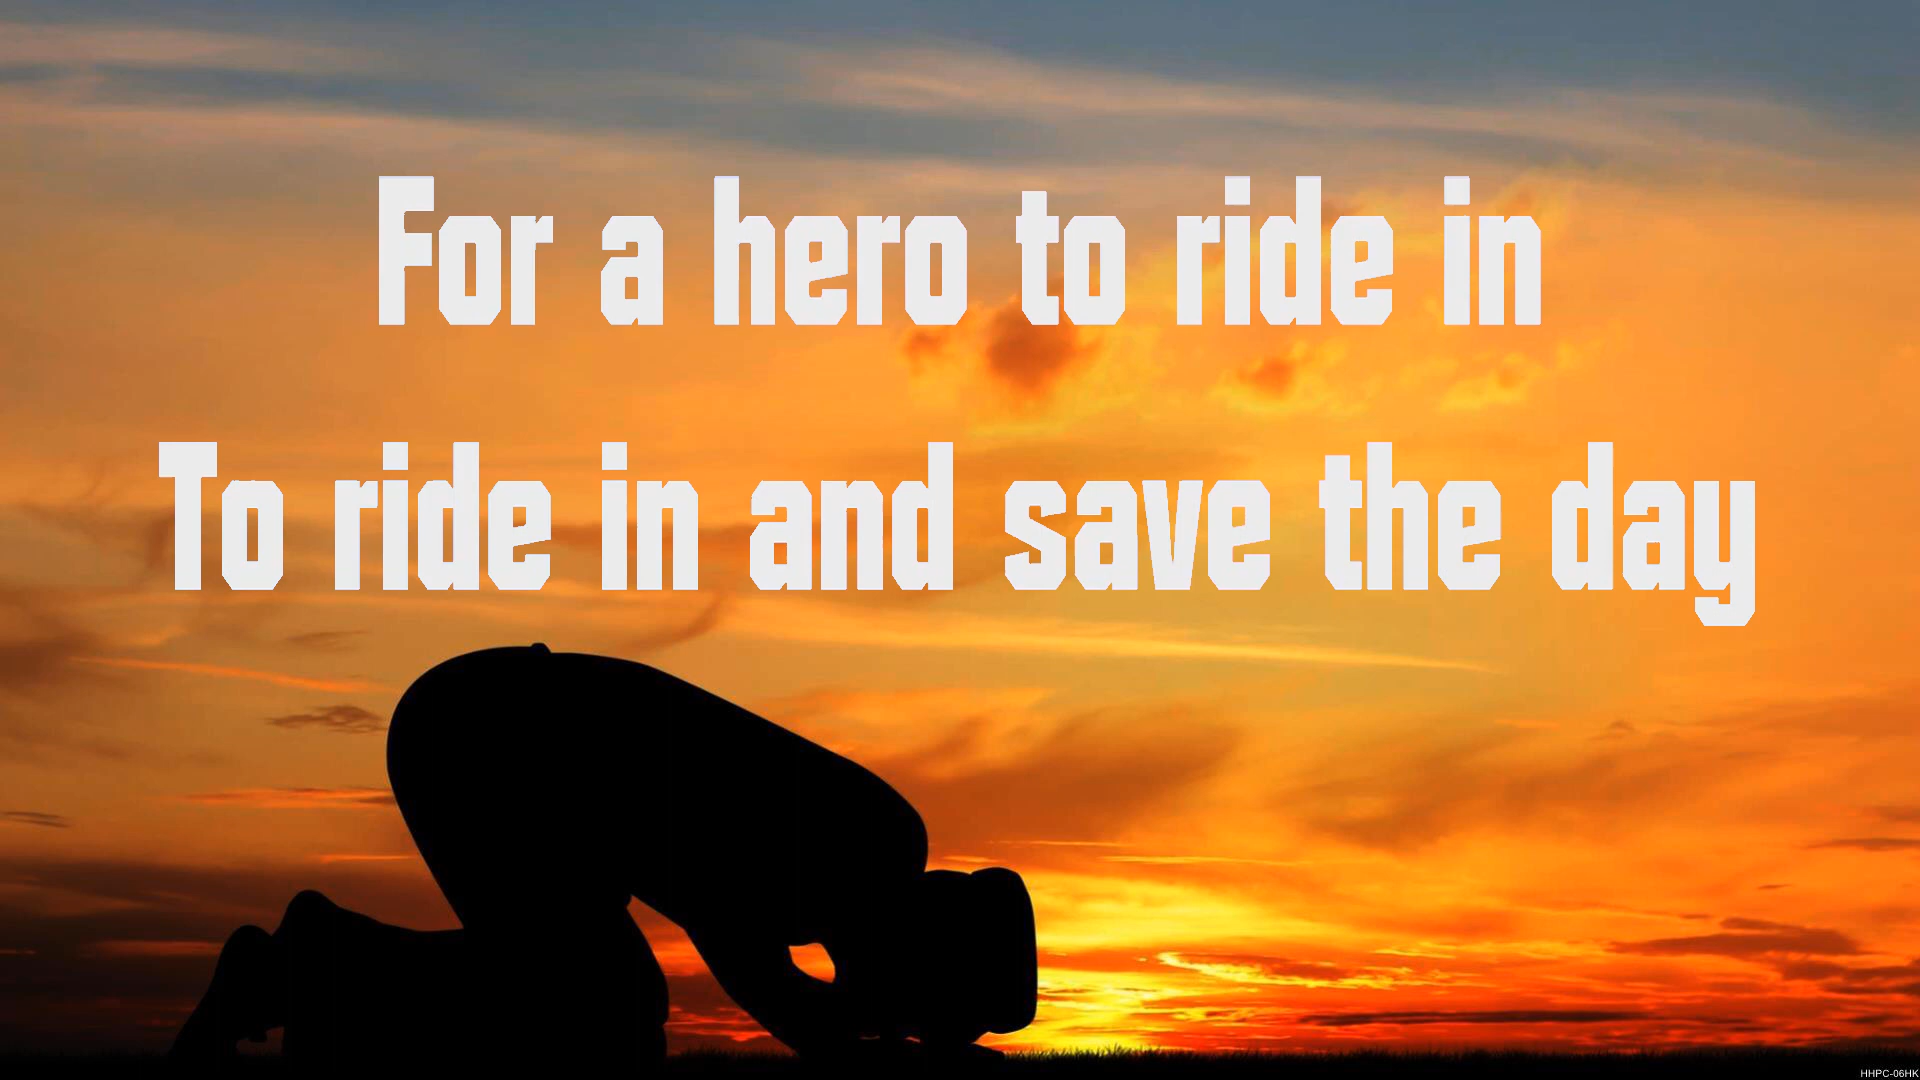 For a hero to ride in
To ride in and save the day
HHPC-06HK